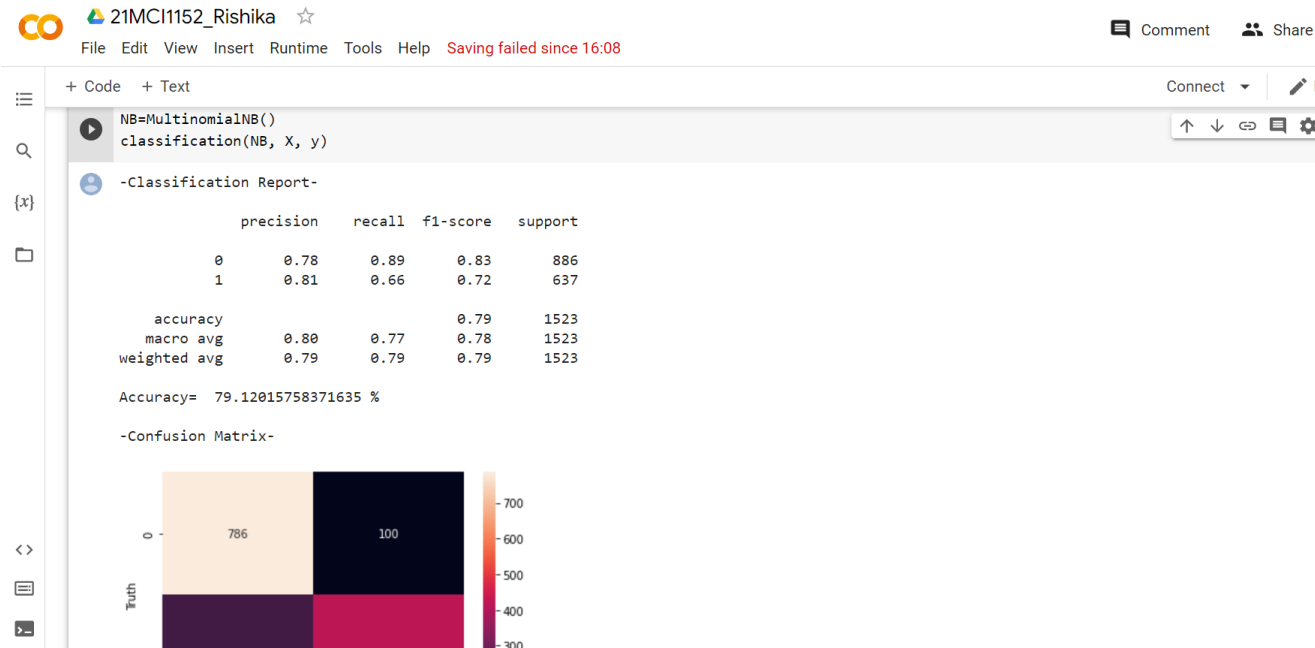 21MCI1152_Rishika
Comment Share
File Edit View Insert Runtime Tools Help Saving failed since 16:08
+ Code + Text Connect
NB=MultinomialNB()
classification(NB, X, y)
{x}
-Classification Report-
precision recall f1-score support
0 0.78 0.89 0.83 886
1 0.81 0.66 0.72 637
accuracy 0.79 1523
macro avg 0.80 0.77 0.78 1523
weighted avg 0.79 0.79 0.79 1523
Accuracy= 79.12015758371635 %
-Confusion Matrix-
700
0 786 100
600
500
Truth
400
300